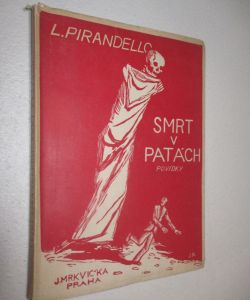 L. PIRANDELLO
SMRT
V
PATÁCH
POVÍDKY
J. MRKVIČKA
PRAHA